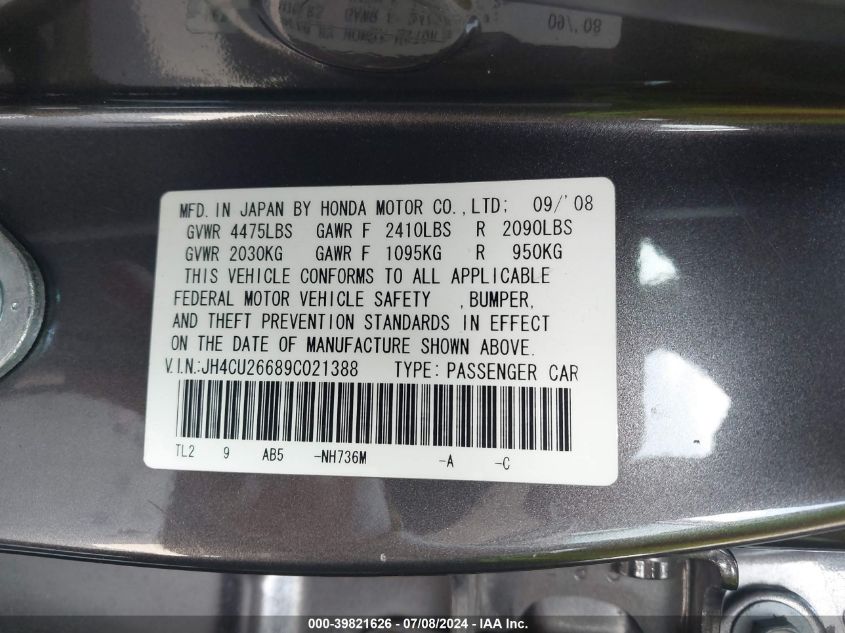 MFD. IN JAPAN BY HONDA MOTOR CO.,LTD; 09/'08
GVWR 4475LBS GAWR F 2410LBS R 2090LBS
GVWR 2030KG GAWR F 1095KG R 950KG
THIS VEHICLE CONFORMS TO ALL APPLICABLE
FEDERAL MOTOR VEHICLE SAFETY ,BUMPER,
AND THEFT PREVENTION STANDARDS IN EFFECT
ON THE DATE OF MANUFACTURE SHOWN ABOVE.
V.I.N.:JH4CU26689C021388 TYPE: PASSENGER CAR
TL2 9 AB5 -NH736M -A -C
000-39821626 - 07/08/2024 - IAA Inc.